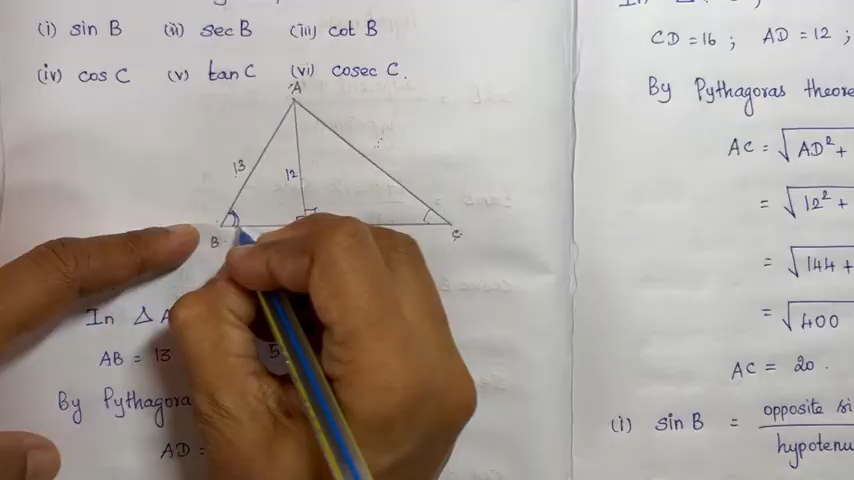 (i) sin B (ii) sec B (iii) cot B
(iv) cos C (v) tan C (vi) cosec C.
A
13
12
B
C
In △
AB = 13
5
By Pythagora
AD =
In
CD = 16 ; AD = 12 ;
By Pythagoras theore
AC = √AD² +
= √12² +
= √144 +
= √400
AC = 20 .
(i) sin B = opposite si
hypotenu